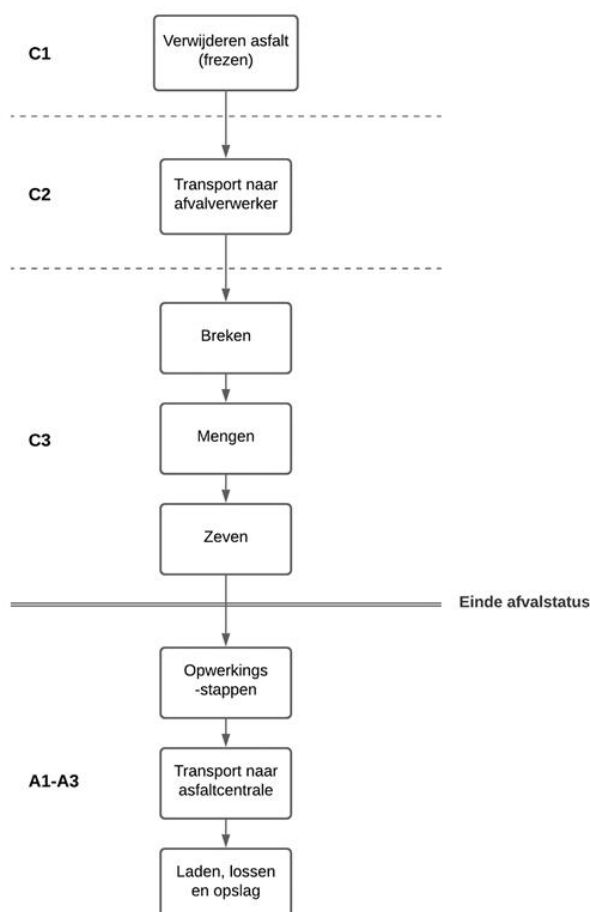 C1
Verwijderen asfalt
(frezen)
C2
Transport naar
afvalverwerker
Breken
C3
Mengen
Zeven
Einde afvalstatus
Opwerkings
-stappen
A1-A3
Transport naar
asfaltcentrale
Laden, lossen
en opslag